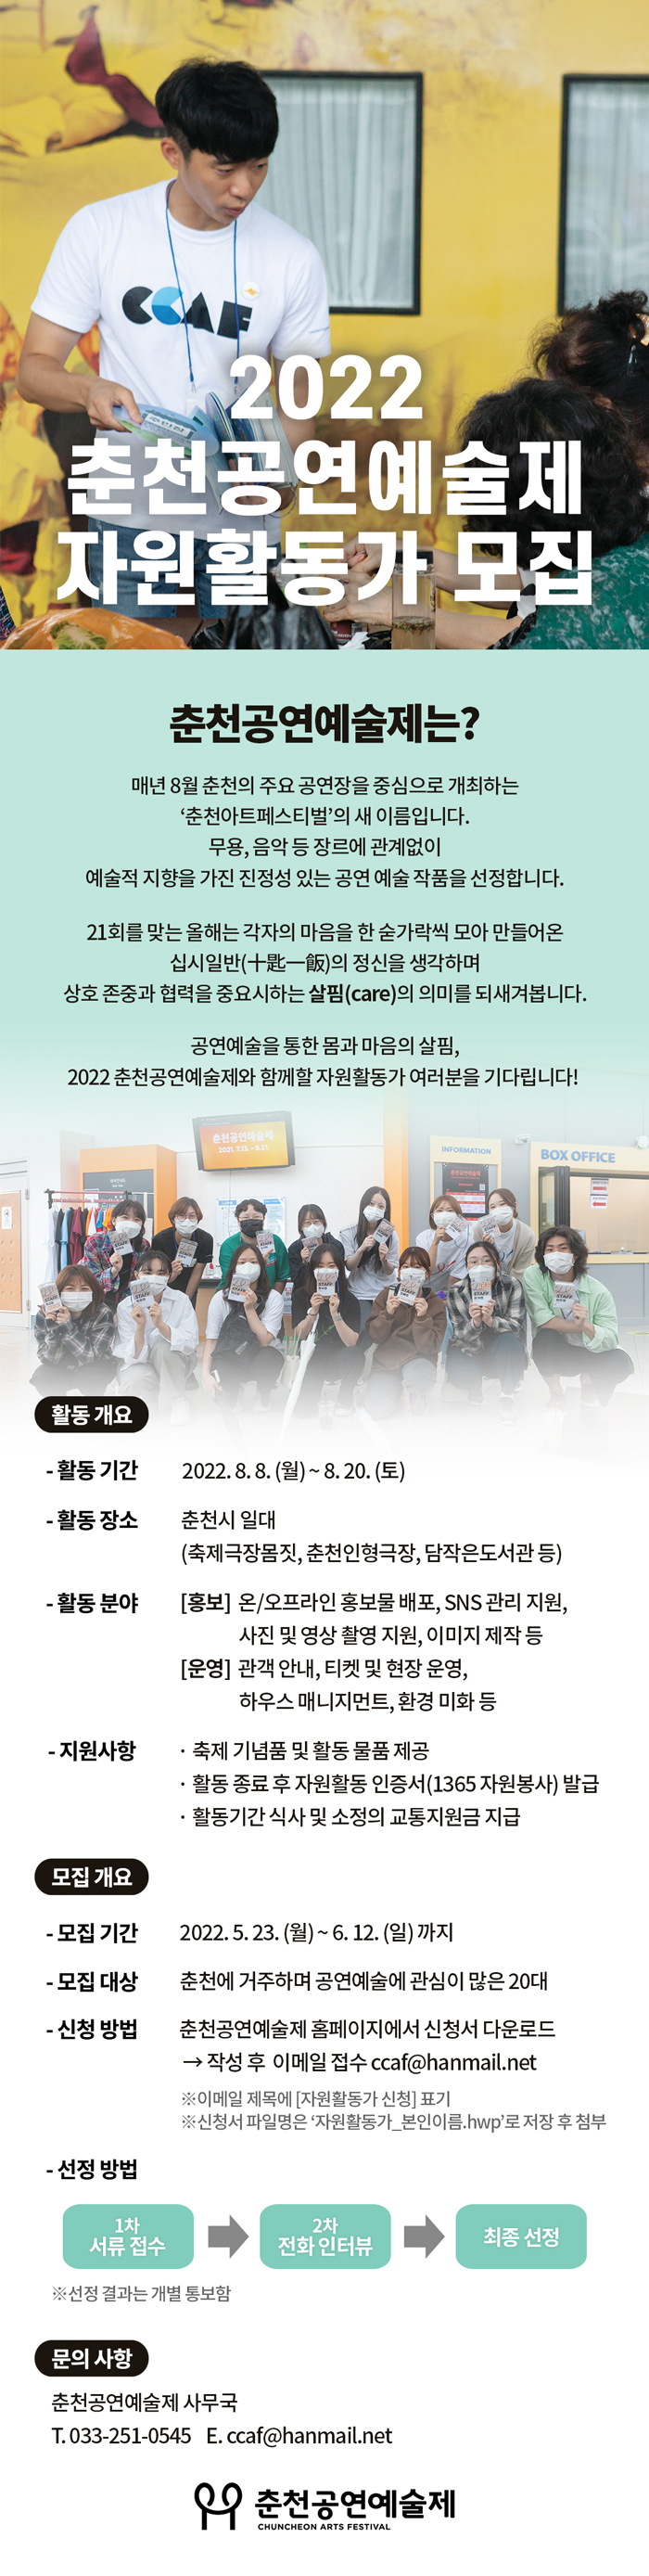 CCAF
2022
춘천공연예술제
자원활동가 모집
춘천공연예술제는?
매년 8월 춘천의 주요 공연장을 중심으로 개최하는
‘춘천아트페스티벌’의 새 이름입니다.
무용, 음악 등 장르에 관계없이
예술적 지향을 가진 진정성 있는 공연 예술 작품을 선정합니다.
21회를 맞는 올해는 각자의 마음을 한 숟가락씩 모아 만들어온
십시일반(十匙一飯)의 정신을 생각하며
상호 존중과 협력을 중요시하는 살핌(care)의 의미를 되새겨봅니다.
공연예술을 통한 몸과 마음의 살핌,
2022 춘천공연예술제와 함께할 자원활동가 여러분을 기다립니다!
춘천공연예술제
INFORMATION
BOX OFFICE
활동 개요
- 활동 기간 2022. 8. 8. (월) ~ 8. 20. (토)
- 활동 장소 춘천시 일대
(축제극장몸짓, 춘천인형극장, 담작은도서관 등)
- 활동 분야 [홍보] 온/오프라인 홍보물 배포, SNS 관리 지원,
사진 및 영상 촬영 지원, 이미지 제작 등
[운영] 관객 안내, 티켓 및 현장 운영,
하우스 매니지먼트, 환경 미화 등
- 지원사항 · 축제 기념품 및 활동 물품 제공
· 활동 종료 후 자원활동 인증서(1365 자원봉사) 발급
· 활동기간 식사 및 소정의 교통지원금 지급
모집 개요
- 모집 기간 2022. 5. 23. (월) ~ 6. 12. (일) 까지
- 모집 대상 춘천에 거주하며 공연예술에 관심이 많은 20대
- 신청 방법 춘천공연예술제 홈페이지에서 신청서 다운로드
→ 작성 후 이메일 접수 ccaf@hanmail.net
※이메일 제목에 [자원활동가 신청] 표기
※신청서 파일명은 ‘자원활동가_본인이름.hwp’로 저장 후 첨부
- 선정 방법
1차
서류 접수
2차
전화 인터뷰
최종 선정
※선정 결과는 개별 통보함
문의 사항
춘천공연예술제 사무국
T. 033-251-0545 E. ccaf@hanmail.net
춘천공연예술제
CHUNCHEON ARTS FESTIVAL